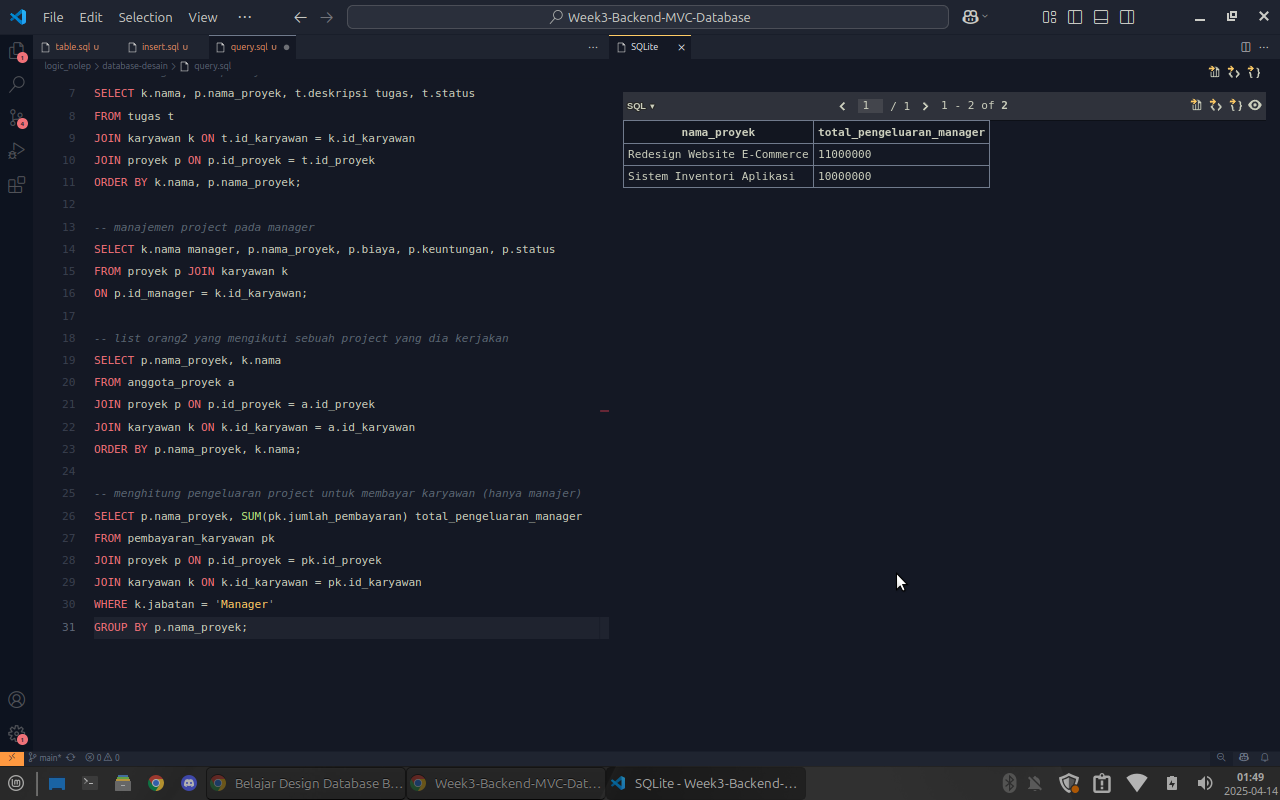 File Edit Selection View ··· Week3-Backend-MVC-Database
table.sql U insert.sql U query.sql U ● ··· SQLite × ···
logic_nolep > database-desain > query.sql
7 SELECT k.nama, p.nama_proyek, t.deskripsi tugas, t.status
8 FROM tugas t
9 JOIN karyawan k ON t.id_karyawan = k.id_karyawan
10 JOIN proyek p ON p.id_proyek = t.id_proyek
11 ORDER BY k.nama, p.nama_proyek;
12
13 -- manajemen project pada manager
14 SELECT k.nama manager, p.nama_proyek, p.biaya, p.keuntungan, p.status
15 FROM proyek p JOIN karyawan k
16 ON p.id_manager = k.id_karyawan;
17
18 -- list orang2 yang mengikuti sebuah project yang dia kerjakan
19 SELECT p.nama_proyek, k.nama
20 FROM anggota_proyek a
21 JOIN proyek p ON p.id_proyek = a.id_proyek
22 JOIN karyawan k ON k.id_karyawan = a.id_karyawan
23 ORDER BY p.nama_proyek, k.nama;
24
25 -- menghitung pengeluaran project untuk membayar karyawan (hanya manajer)
26 SELECT p.nama_proyek, SUM(pk.jumlah_pembayaran) total_pengeluaran_manager
27 FROM pembayaran_karyawan pk
28 JOIN proyek p ON p.id_proyek = pk.id_proyek
29 JOIN karyawan k ON k.id_karyawan = pk.id_karyawan
30 WHERE k.jabatan = 'Manager'
31 GROUP BY p.nama_proyek;
SQL ▾ < 1 / 1 > 1 - 2 of 2
nama_proyek total_pengeluaran_manager
Redesign Website E-Commerce 11000000
Sistem Inventori Aplikasi 10000000
1
4
1
main* 0 0
Belajar Design Database B... Week3-Backend-MVC-Dat... SQLite - Week3-Backend-... 01:49
2025-04-14